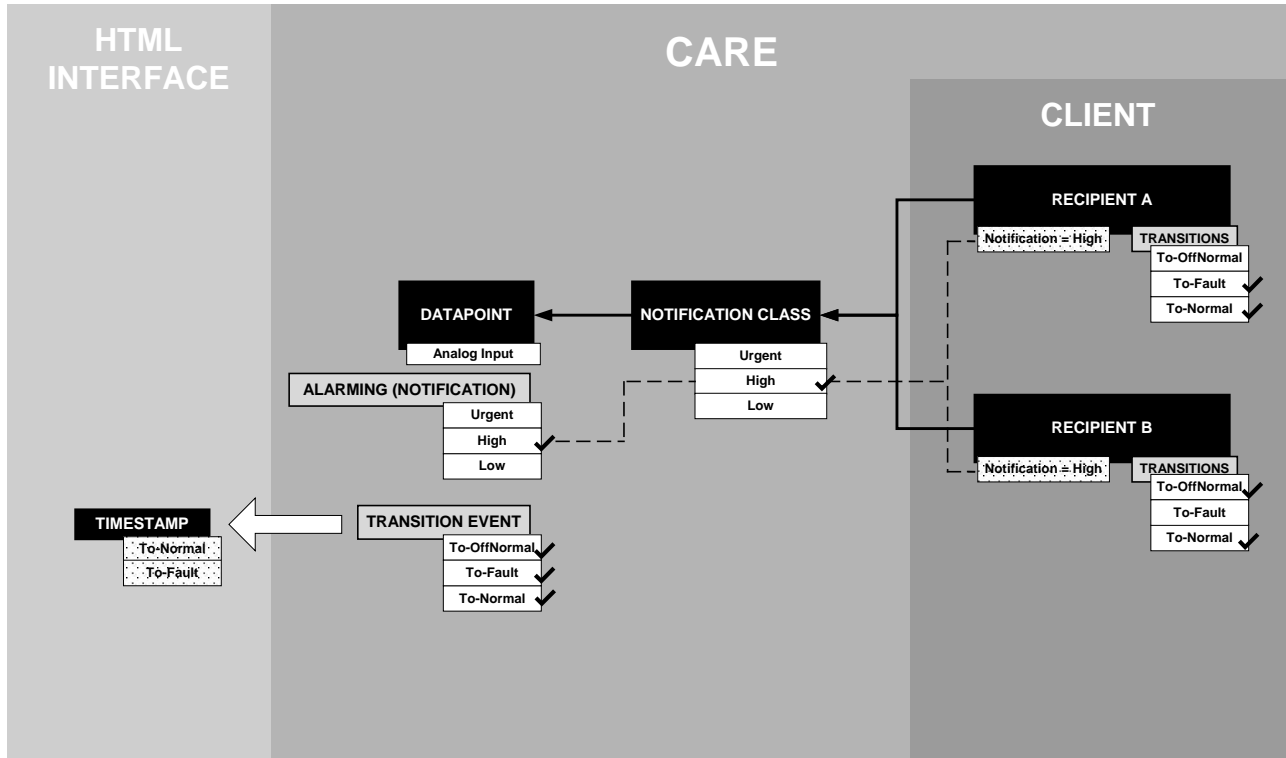 HTML
INTERFACE
CARE
CLIENT
RECIPIENT A
Notification = High
TRANSITIONS
To-OffNormal
To-Fault
To-Normal
DATAPOINT
Analog Input
NOTIFICATION CLASS
Urgent
High
Low
ALARMING (NOTIFICATION)
Urgent
High
Low
RECIPIENT B
Notification = High
TRANSITIONS
To-OffNormal
To-Fault
To-Normal
TIMESTAMP
To-Normal
To-Fault
TRANSITION EVENT
To-OffNormal
To-Fault
To-Normal